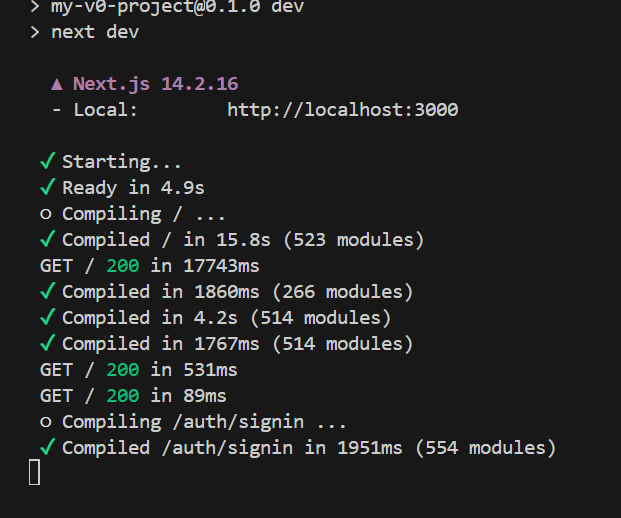 > my-v0-project@0.1.0 dev
> next dev
▲ Next.js 14.2.16
- Local: http://localhost:3000
✓ Starting...
✓ Ready in 4.9s
○ Compiling / ...
✓ Compiled / in 15.8s (523 modules)
GET / 200 in 17743ms
✓ Compiled in 1860ms (266 modules)
✓ Compiled in 4.2s (514 modules)
✓ Compiled in 1767ms (514 modules)
GET / 200 in 531ms
GET / 200 in 89ms
○ Compiling /auth/signin ...
✓ Compiled /auth/signin in 1951ms (554 modules)